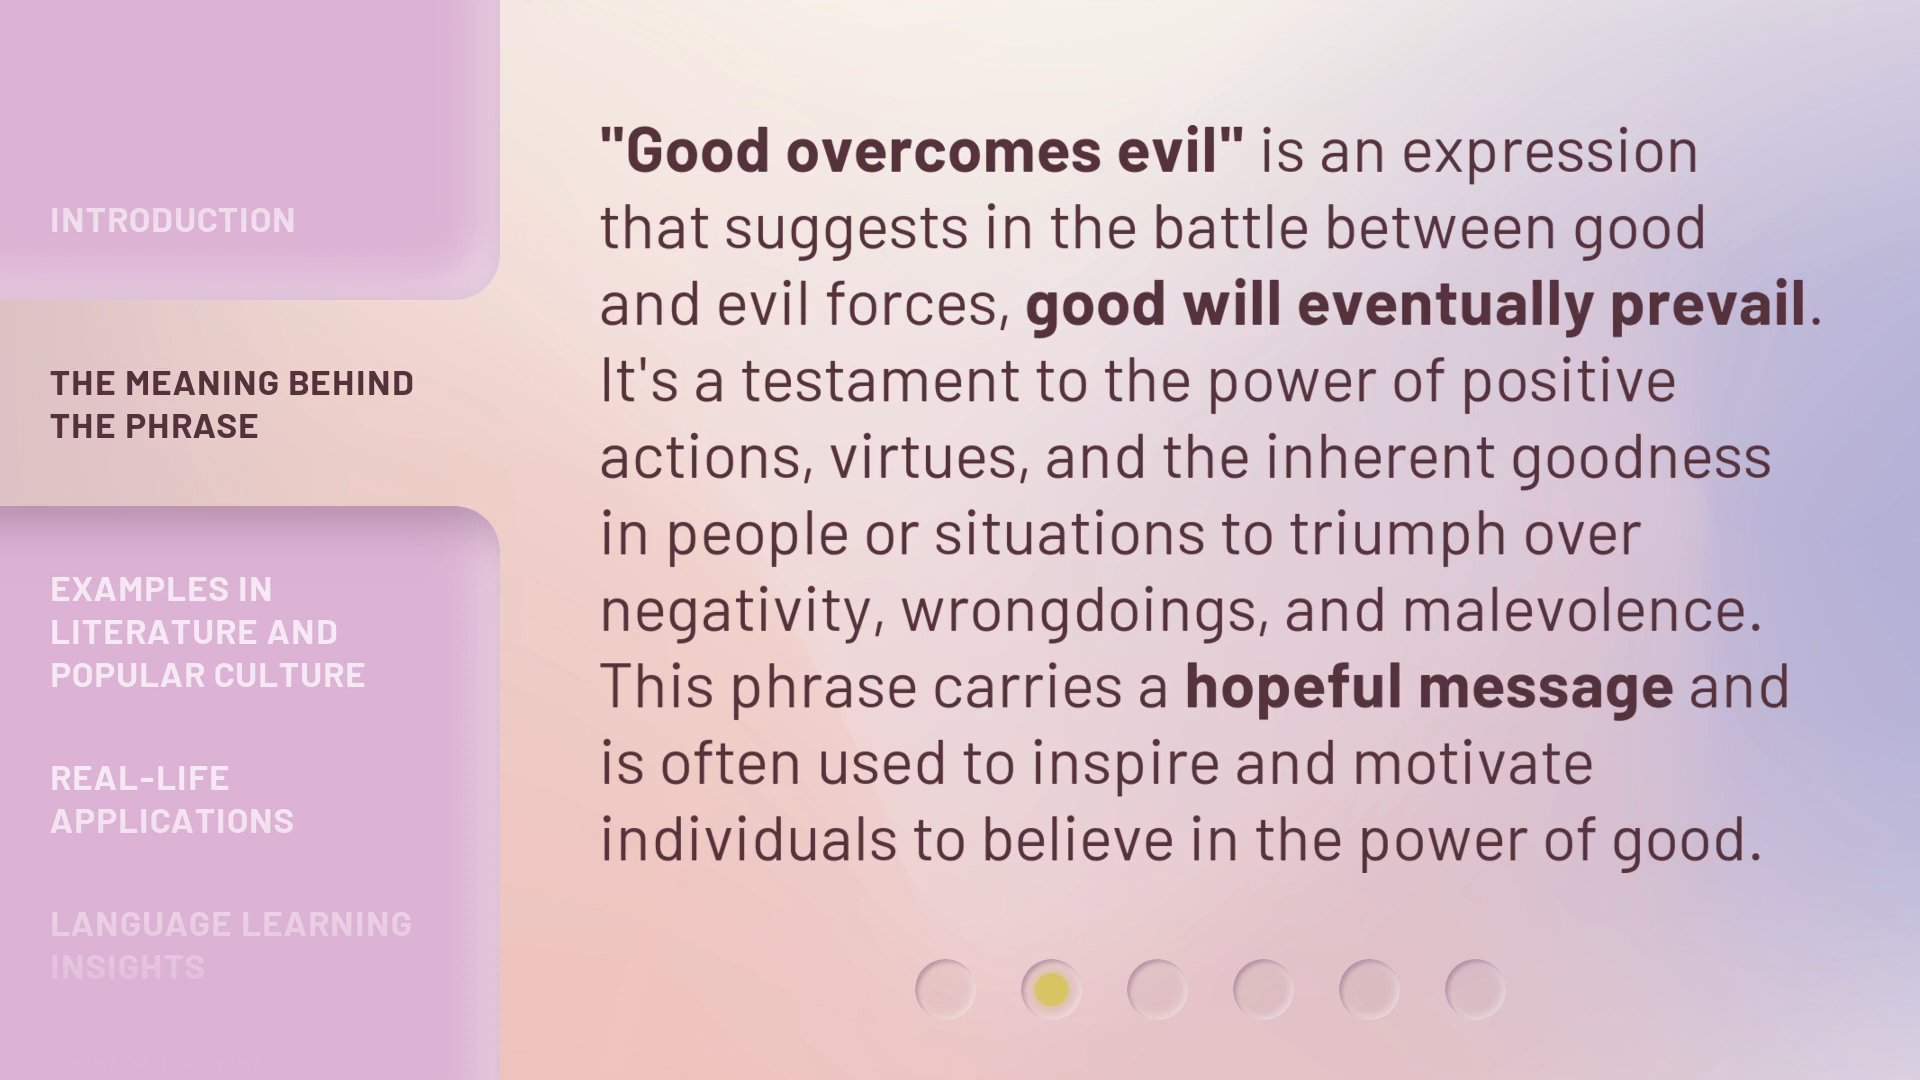 INTRODUCTION
THE MEANING BEHIND
THE PHRASE
EXAMPLES IN
LITERATURE AND
POPULAR CULTURE
REAL-LIFE
APPLICATIONS
LANGUAGE LEARNING
INSIGHTS
"Good overcomes evil" is an expression
that suggests in the battle between good
and evil forces, good will eventually prevail.
It's a testament to the power of positive
actions, virtues, and the inherent goodness
in people or situations to triumph over
negativity, wrongdoings, and malevolence.
This phrase carries a hopeful message and
is often used to inspire and motivate
individuals to believe in the power of good.